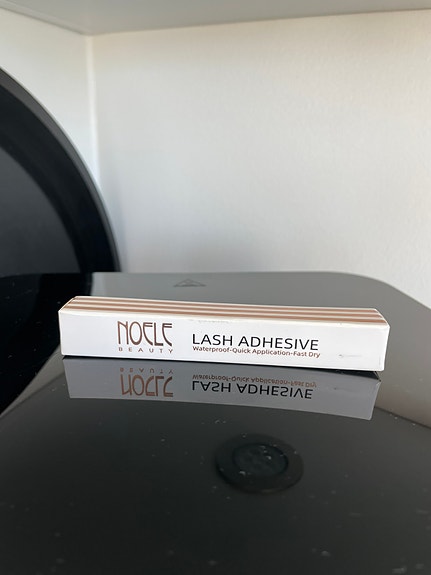 NOELE
BEAUTY
LASH ADHESIVE
Waterproof-Quick Application-Fast Dry